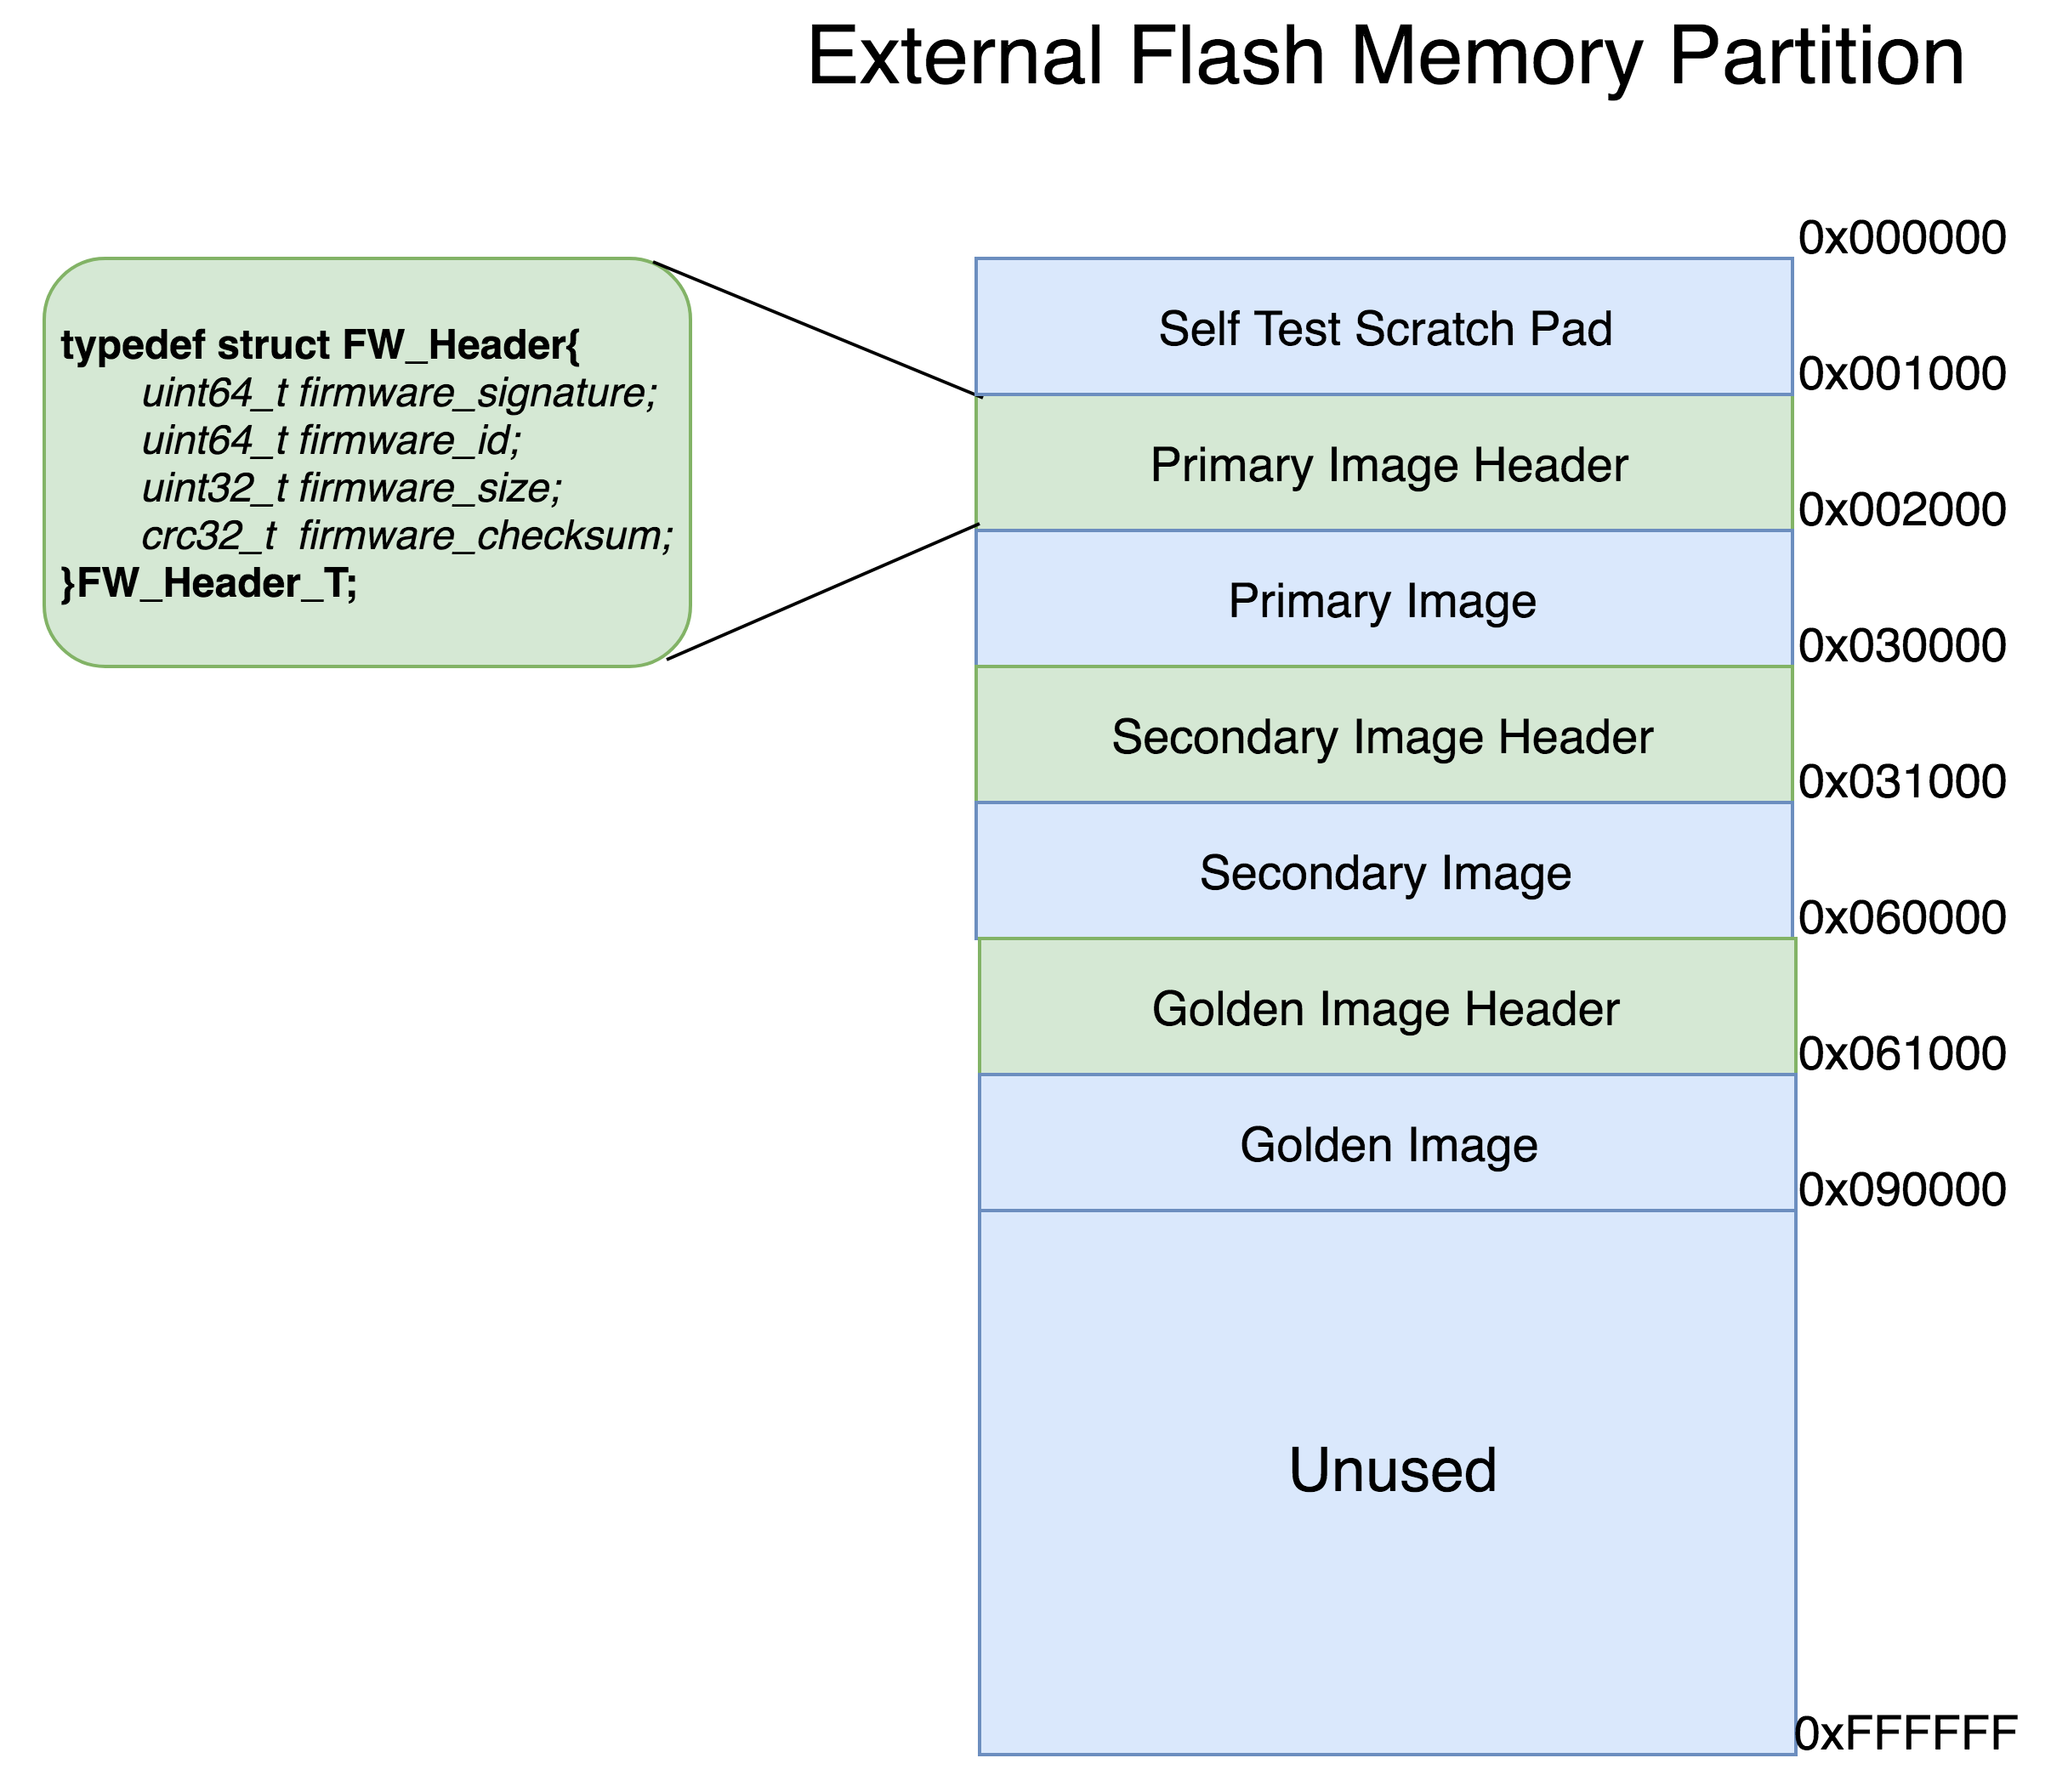 External Flash Memory Partition
typedef struct FW_Header{
uint64_t firmware_signature;
uint64_t firmware_id;
uint32_t firmware_size;
crc32_t firmware_checksum;
}FW_Header_T;
0x000000
Self Test Scratch Pad
0x001000
Primary Image Header
0x002000
Primary Image
0x030000
Secondary Image Header
0x031000
Secondary Image
0x060000
Golden Image Header
0x061000
Golden Image
0x090000
Unused
0xFFFFFF